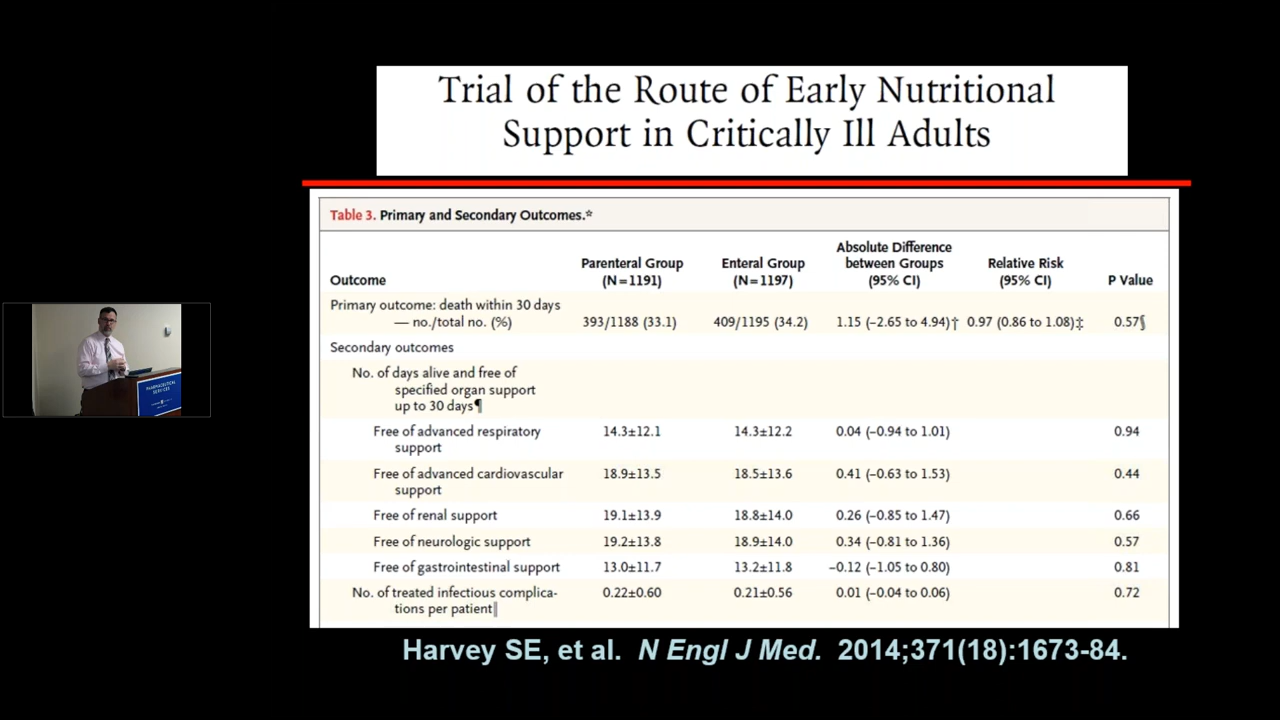 Trial of the Route of Early Nutritional
Support in Critically Ill Adults
Table 3. Primary and Secondary Outcomes.*
Outcome Parenteral Group (N=1191) Enteral Group (N=1197) Absolute Difference between Groups (95% CI) Relative Risk (95% CI) P Value
Primary outcome: death within 30 days
— no./total no. (%) 393/1188 (33.1) 409/1195 (34.2) 1.15 (−2.65 to 4.94)† 0.97 (0.86 to 1.08)‡ 0.57§
Secondary outcomes
No. of days alive and free of
specified organ support
up to 30 days¶
Free of advanced respiratory 14.3±12.1 14.3±12.2 0.04 (−0.94 to 1.01) 0.94
support
Free of advanced cardiovascular 18.9±13.5 18.5±13.6 0.41 (−0.63 to 1.53) 0.44
support
Free of renal support 19.1±13.9 18.8±14.0 0.26 (−0.85 to 1.47) 0.66
Free of neurologic support 19.2±13.8 18.9±14.0 0.34 (−0.81 to 1.36) 0.57
Free of gastrointestinal support 13.0±11.7 13.2±11.8 −0.12 (−1.05 to 0.80) 0.81
No. of treated infectious complica- 0.22±0.60 0.21±0.56 0.01 (−0.04 to 0.06) 0.72
tions per patient‖
Harvey SE, et al. N Engl J Med. 2014;371(18):1673-84.
PHARMACEUTICAL
SERVICES